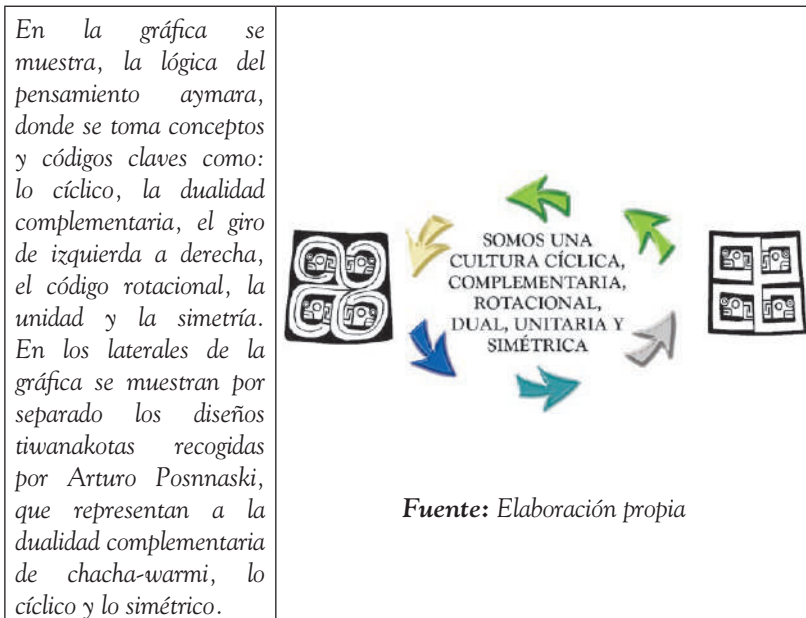 En la gráfica se
muestra, la lógica del
pensamiento aymara,
donde se toma conceptos
y códigos claves como:
lo cíclico, la dualidad
complementaria, el giro
de izquierda a derecha,
el código rotacional, la
unidad y la simetría.
En los laterales de la
gráfica se muestran por
separado los diseños
tiwanakotas recogidas
por Arturo Posnnaski,
que representan a la
dualidad complementaria
de chacha-warmi, lo
cíclico y lo simétrico.
SOMOS UNA
CULTURA CÍCLICA,
COMPLEMENTARIA,
ROTACIONAL,
DUAL, UNITARIA Y
SIMÉTRICA
Fuente: Elaboración propia